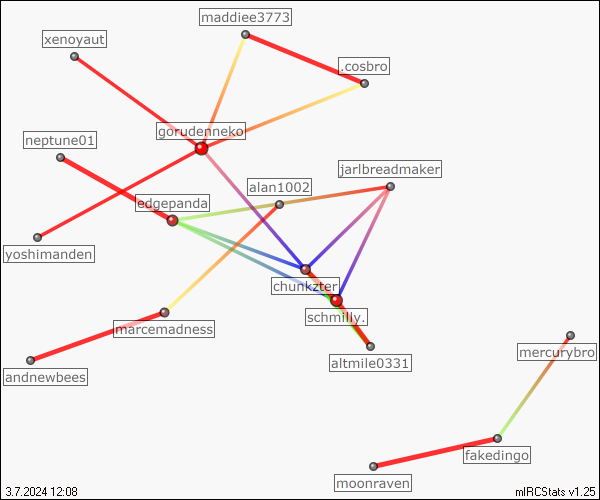 maddiee3773
xenoyaut
.cosbro
gorudenneko
neptune01
jarlbreadmaker
alan1002
edgepanda
yoshimanden
chunkzter
schmilly.
marcemadness
mercurybro
altmile0331
andnewbees
fakedingo
moonraven
3.7.2024 12:08
mIRCStats v1.25